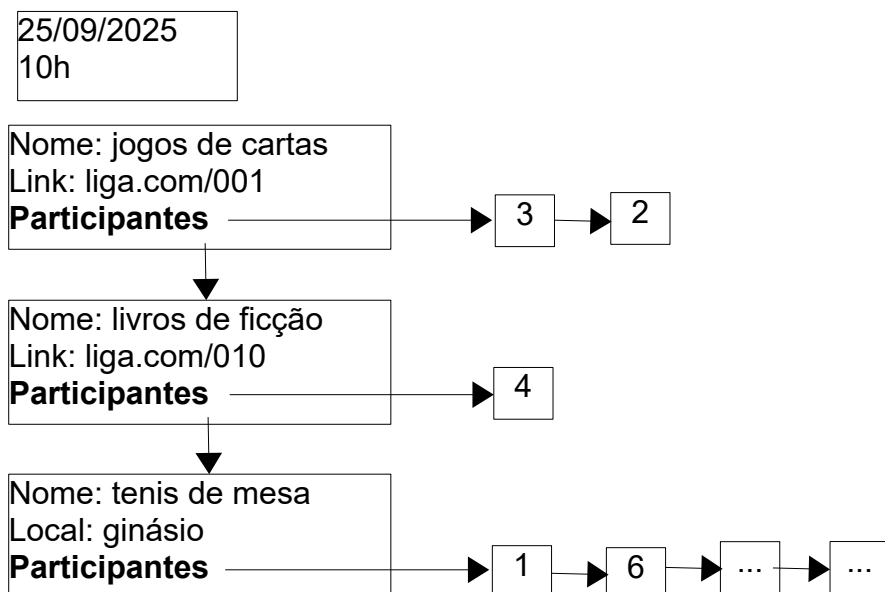 25/09/2025
10h
Nome: jogos de cartas
Link: liga.com/001
Participantes
3
2
Nome: livros de ficção
Link: liga.com/010
Participantes
4
Nome: tenis de mesa
Local: ginásio
Participantes
1
6
...
...